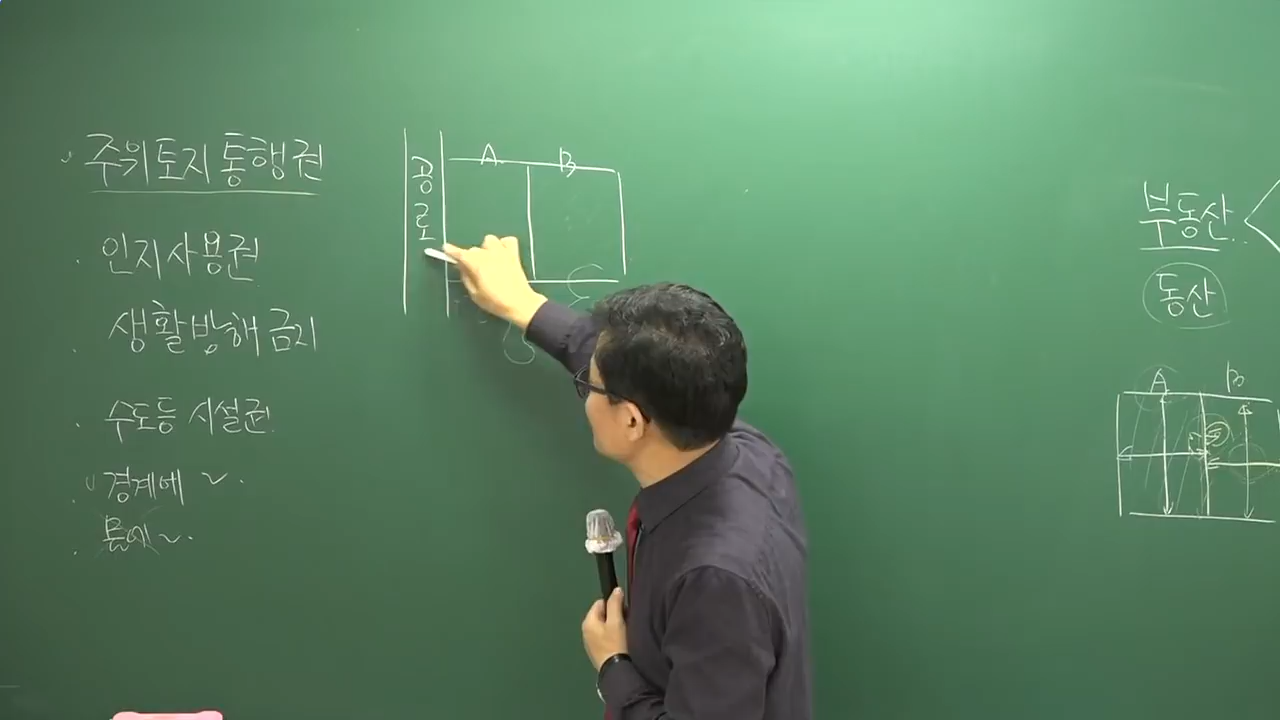 주위토지통행권
인지사용권
생활방해금지
수도등 시설권
경계에 ~.
물에 ~.
공로
A
B
부동산
동산
A
B